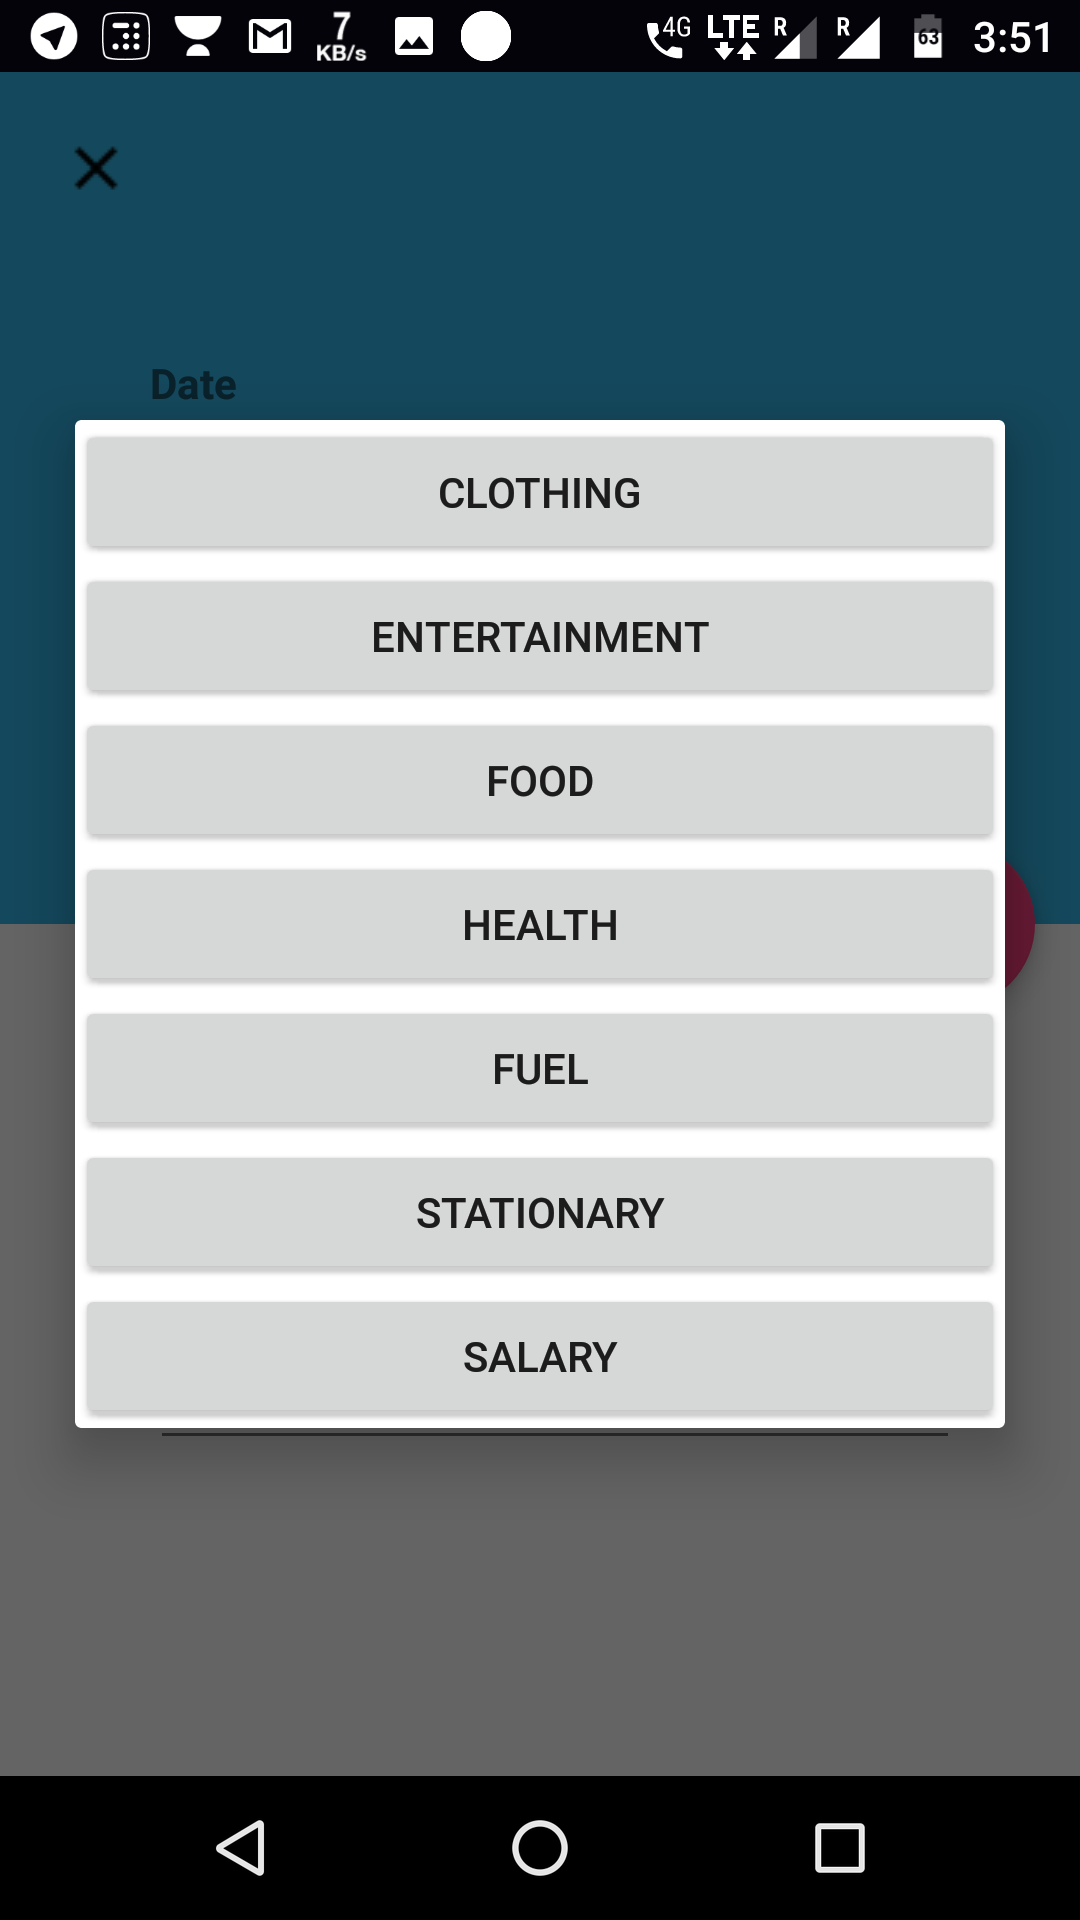 7
KB/s
4G
LTE
R
R
63
3:51
Date
CLOTHING
ENTERTAINMENT
FOOD
HEALTH
FUEL
STATIONARY
SALARY